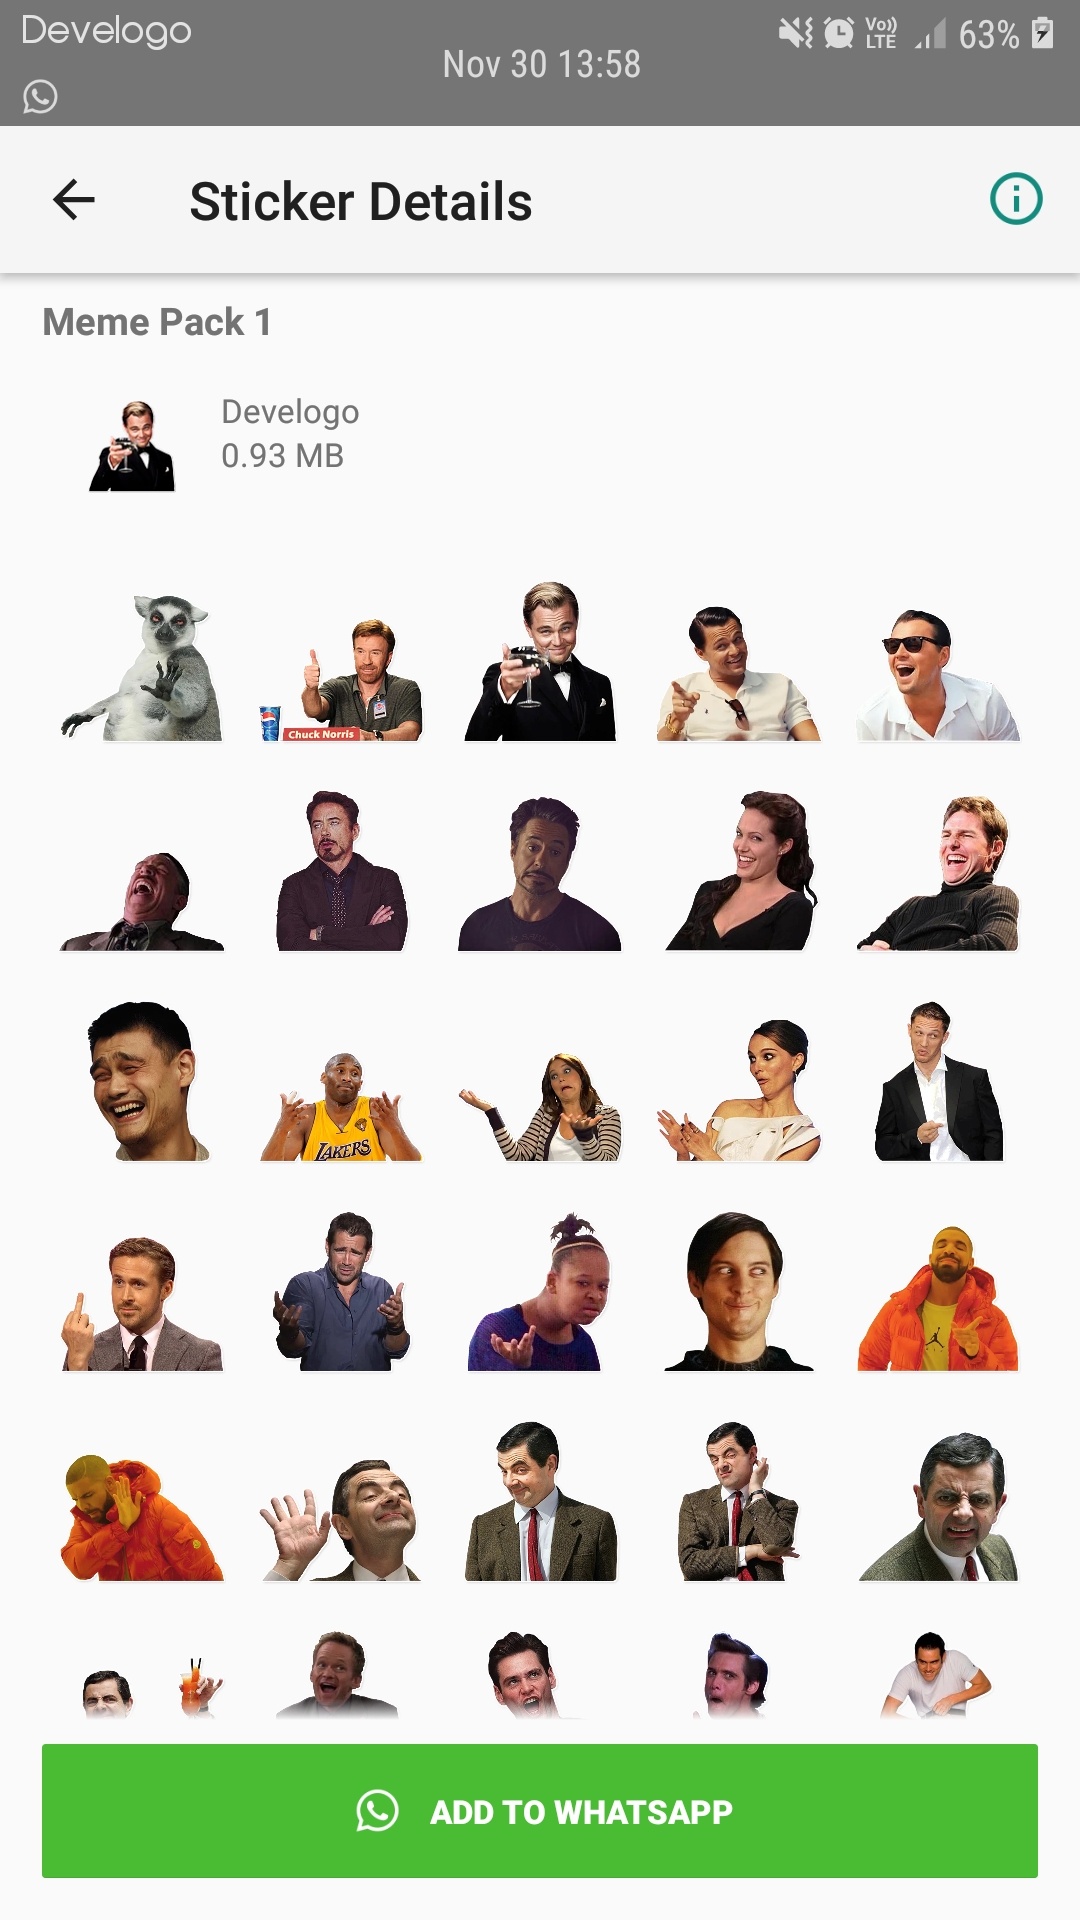 Develogo
Vo))
LTE
63%
Nov 30 13:58
Sticker Details
Meme Pack 1
Develogo
0.93 MB
Chuck Norris
LAKERS
ADD TO WHATSAPP